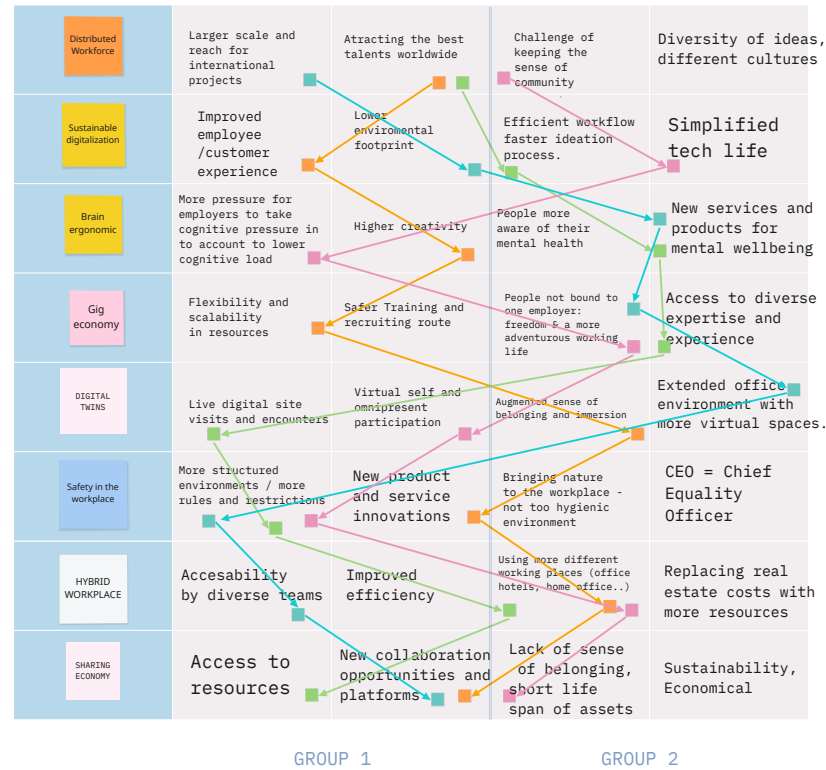 Distributed
Workforce
Larger scale and
reach for
international
projects
Atracting the best
talents worldwide
Challenge of
keeping the
sense of
community
Diversity of ideas,
different cultures
Sustainable
digitalization
Improved
employee
/customer
experience
Lower
enviromental
footprint
Efficient workflow
faster ideation
process.
Simplified
tech life
Brain
ergonomic
More pressure for
employers to take
cognitive pressure in
to account to lower
cognitive load
Higher creativity
People more
aware of their
mental health
New services and
products for
mental wellbeing
Gig
economy
Flexibility and
scalability
in resources
Safer Training and
recruiting route
People not bound to
one employer:
freedom & a more
adventurous working
life
Access to diverse
expertise and
experience
DIGITAL
TWINS
Live digital site
visits and encounters
Virtual self and
omnipresent
participation
Augmented sense of
belonging and immersion
Extended office
environment with
more virtual spaces.
Safety in the
workplace
More structured
environments / more
rules and restrictions
New product
and service
innovations
Bringing nature
to the workplace -
not too hygienic
environment
CEO = Chief
Equality
Officer
HYBRID
WORKPLACE
Accesability
by diverse teams
Improved
efficiency
Using more different
working places (office
hotels, home office..)
Replacing real
estate costs with
more resources
SHARING
ECONOMY
Access to
resources
New collaboration
opportunities and
platforms
Lack of sense
of belonging,
short life
span of assets
Sustainability,
Economical
GROUP 1
GROUP 2